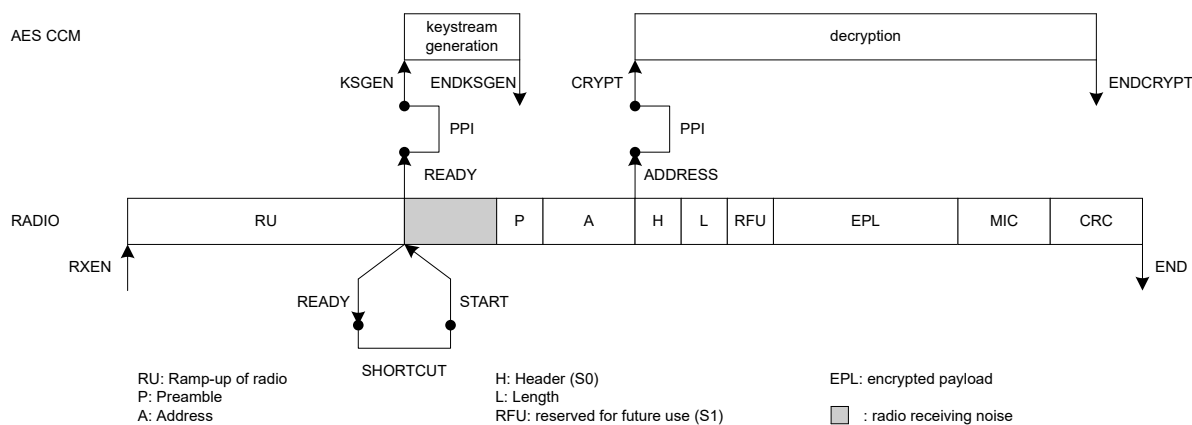 AES CCM
keystream
generation
decryption
KSGEN
ENDKSGEN
CRYPT
ENDCRYPT
PPI
PPI
READY
ADDRESS
RADIO
RU
P
A
H
L
RFU
EPL
MIC
CRC
RXEN
END
READY
START
SHORTCUT
RU: Ramp-up of radio
P: Preamble
A: Address
H: Header (S0)
L: Length
RFU: reserved for future use (S1)
EPL: encrypted payload
: radio receiving noise